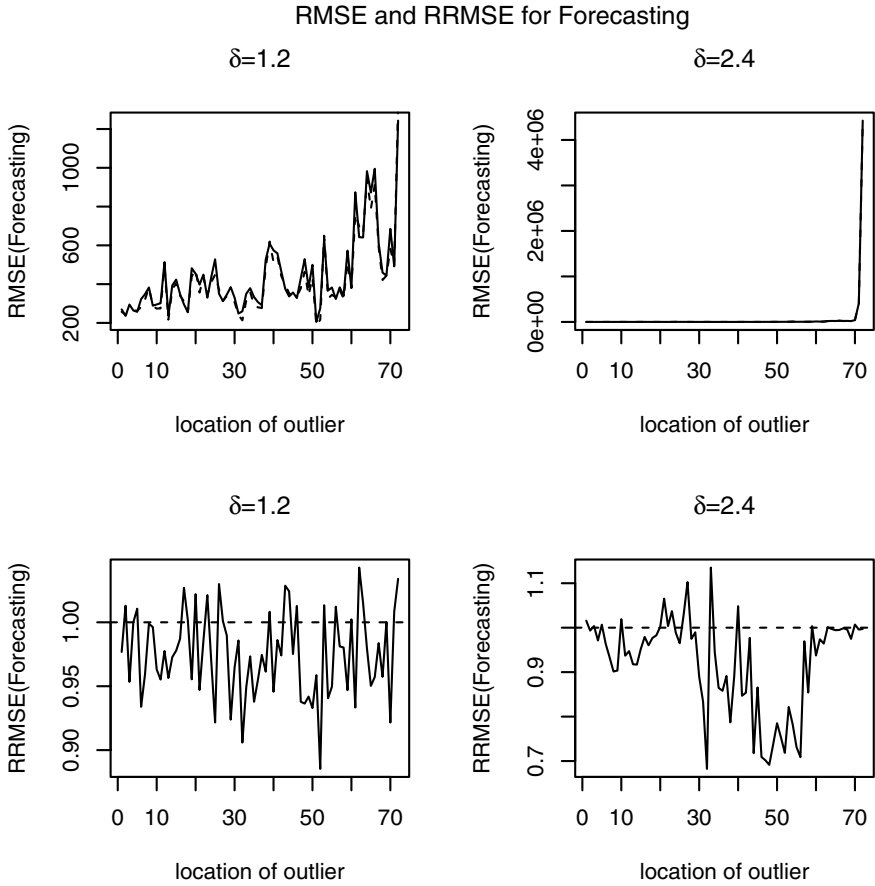 RMSE and RRMSE for Forecasting
δ=1.2
RMSE(Forecasting)
200
600
1000
0 10 30 50 70
location of outlier
δ=2.4
RMSE(Forecasting)
0e+00
2e+06
4e+06
0 10 30 50 70
location of outlier
δ=1.2
RRMSE(Forecasting)
0.90
0.95
1.00
0 10 30 50 70
location of outlier
δ=2.4
RRMSE(Forecasting)
0.7
0.9
1.1
0 10 30 50 70
location of outlier